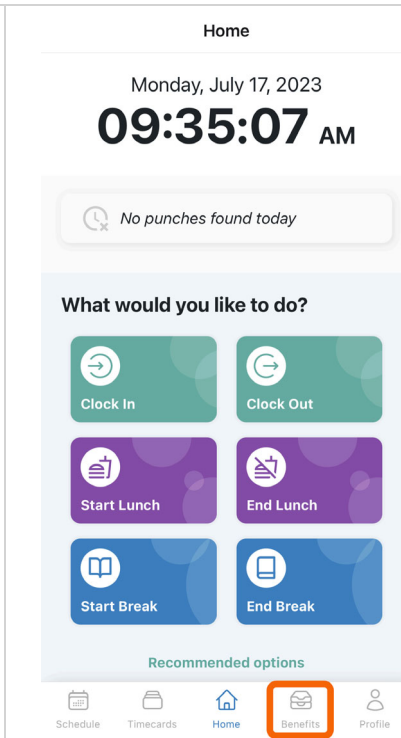 Home
Monday, July 17, 2023
09:35:07 AM
No punches found today
What would you like to do?
Clock In
Clock Out
Start Lunch
End Lunch
Start Break
End Break
Recommended options
Schedule
Timecards
Home
Benefits
Profile